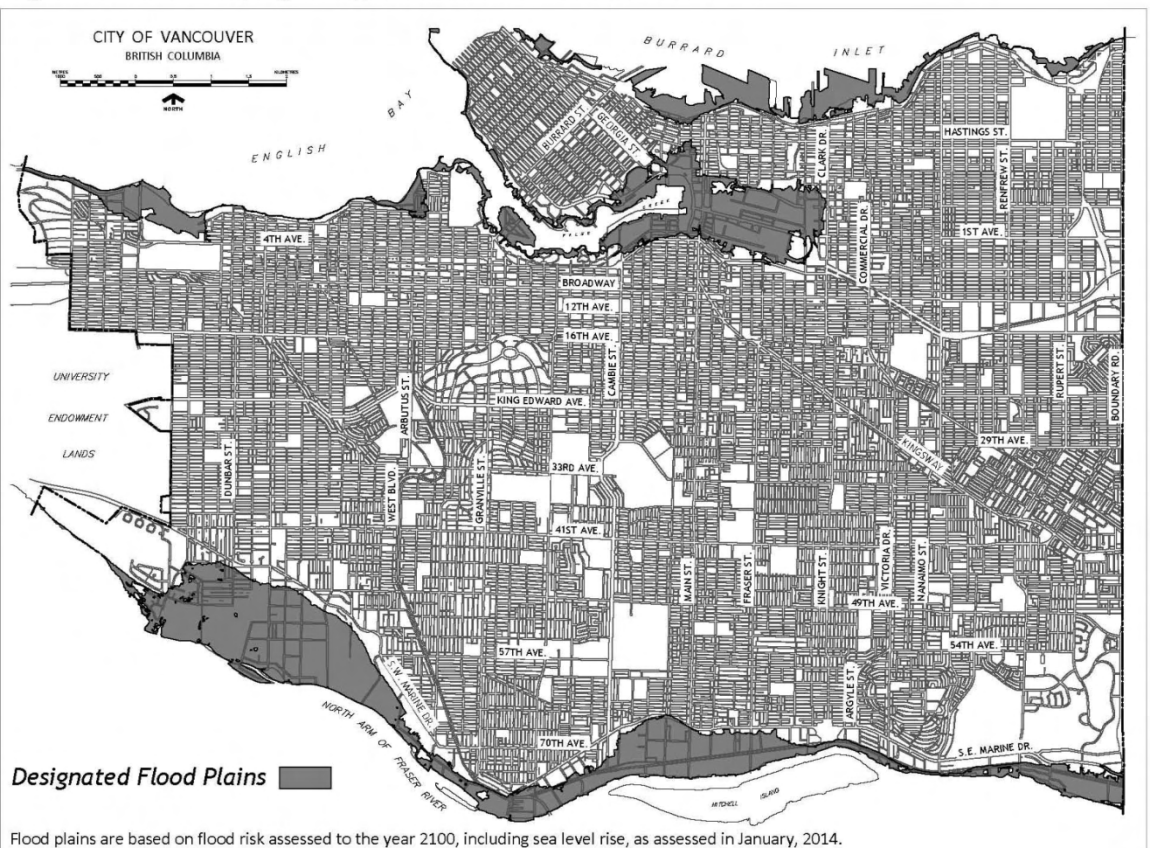 CITY OF VANCOUVER
BRITISH COLUMBIA
NORTH
BURRARD INLET
ENGLISH BAY
BURRARD ST.
GEORGIA ST.
HASTINGS ST.
CLARK DR.
RENFREW ST.
COMMERCIAL DR.
1ST AVE.
4TH AVE.
FALSE CREEK
BROADWAY
12TH AVE.
16TH AVE.
CAMBIE ST.
RUPERT ST.
BOUNDARY RD.
UNIVERSITY
ENDOWMENT
LANDS
ARBUTUS ST.
KING EDWARD AVE.
29TH AVE.
KINGSWAY
DUNBAR ST.
WEST BLVD.
GRANVILLE ST.
33RD AVE.
41ST AVE.
MAIN ST.
FRASER ST.
KNIGHT ST.
VICTORIA DR.
NANAIMO ST.
49TH AVE.
54TH AVE.
57TH AVE.
S.W. MARINE DR.
ARGYLE ST.
NORTH ARM OF FRASER RIVER
70TH AVE.
S.E. MARINE DR.
MITCHELL ISLAND
Designated Flood Plains
Flood plains are based on flood risk assessed to the year 2100, including sea level rise, as assessed in January, 2014.